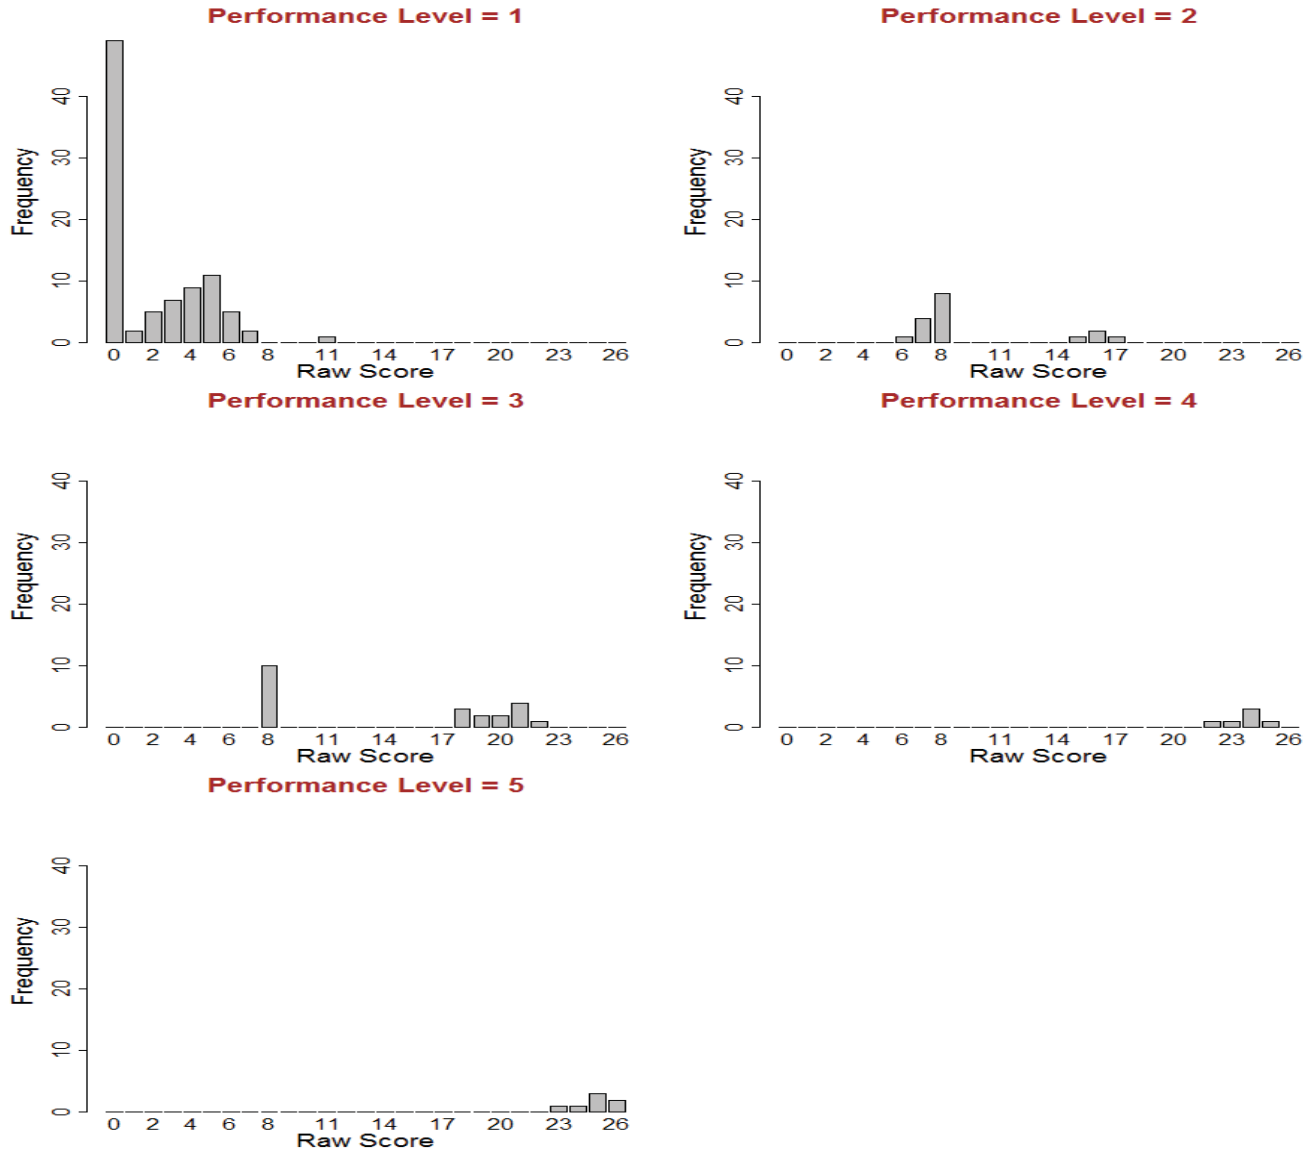 Performance Level = 1
Frequency
40
30
20
10
0
0 2 4 6 8 11 14 17 20 23 26
Raw Score
Performance Level = 2
Frequency
40
30
20
10
0
0 2 4 6 8 11 14 17 20 23 26
Raw Score
Performance Level = 3
Frequency
40
30
20
10
0
0 2 4 6 8 11 14 17 20 23 26
Raw Score
Performance Level = 4
Frequency
40
30
20
10
0
0 2 4 6 8 11 14 17 20 23 26
Raw Score
Performance Level = 5
Frequency
40
30
20
10
0
0 2 4 6 8 11 14 17 20 23 26
Raw Score